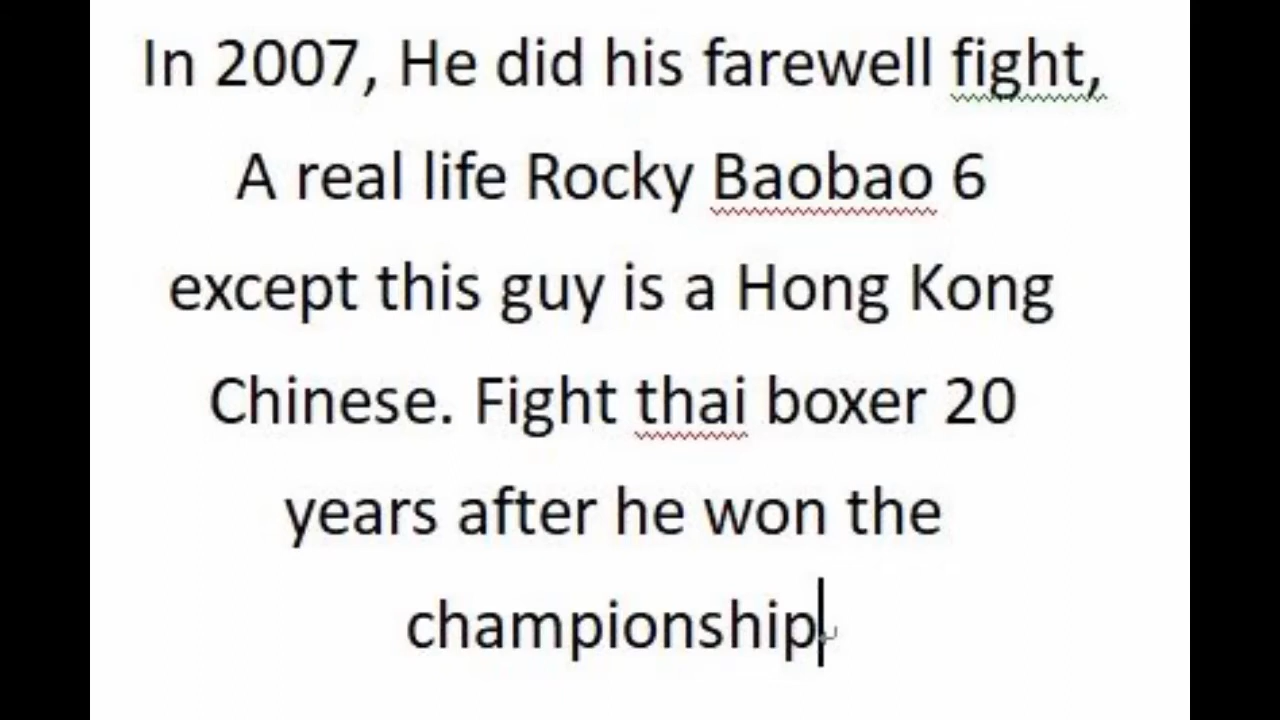 In 2007, He did his farewell fight,
A real life Rocky Baobao 6
except this guy is a Hong Kong
Chinese. Fight thai boxer 20
years after he won the
championship